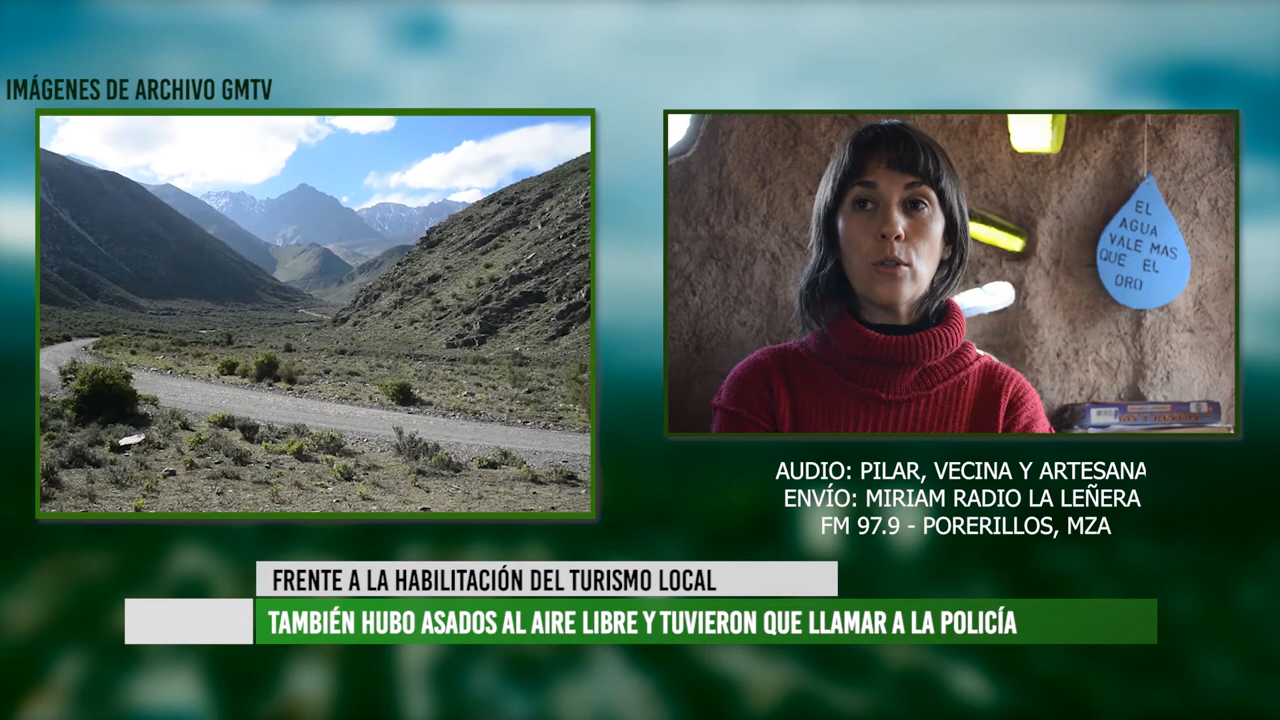 IMÁGENES DE ARCHIVO GMTV
EL
AGUA
VALE MAS
QUE EL
ORO
AUDIO: PILAR, VECINA Y ARTESANA
ENVÍO: MIRIAM RADIO LA LEÑERA
FM 97.9 - PORERILLOS, MZA
FRENTE A LA HABILITACIÓN DEL TURISMO LOCAL
TAMBIÉN HUBO ASADOS AL AIRE LIBRE Y TUVIERON QUE LLAMAR A LA POLICÍA